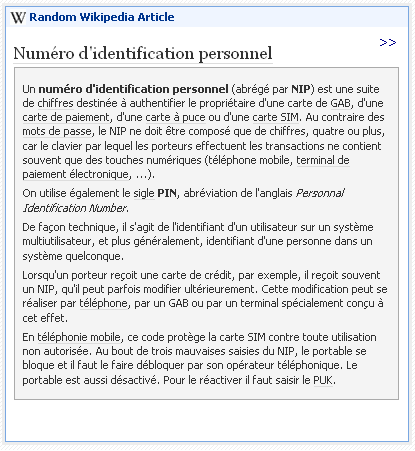 W Random Wikipedia Article
>>
Numéro d'identification personnel
Un numéro d'identification personnel (abrégé par NIP) est une suite
de chiffres destinée à authentifier le propriétaire d'une carte de GAB, d'une
carte de paiement, d'une carte à puce ou d'une carte SIM. Au contraire des
mots de passe, le NIP ne doit être composé que de chiffres, quatre ou plus,
car le clavier par lequel les porteurs effectuent les transactions ne contient
souvent que des touches numériques (téléphone mobile, terminal de
paiement électronique, ...).
On utilise également le sigle PIN, abréviation de l'anglais Personnal
Identification Number.
De façon technique, il s'agit de l'identifiant d'un utilisateur sur un système
multiutilisateur, et plus généralement, identifiant d'une personne dans un
système quelconque.
Lorsqu'un porteur reçoit une carte de crédit, par exemple, il reçoit souvent
un NIP, qu'il peut parfois modifier ultérieurement. Cette modification peut se
réaliser par téléphone, par un GAB ou par un terminal spécialement conçu à
cet effet.
En téléphonie mobile, ce code protège la carte SIM contre toute utilisation
non autorisée. Au bout de trois mauvaises saisies du NIP, le portable se
bloque et il faut le faire débloquer par son opérateur téléphonique. Le
portable est aussi désactivé. Pour le réactiver il faut saisir le PUK.